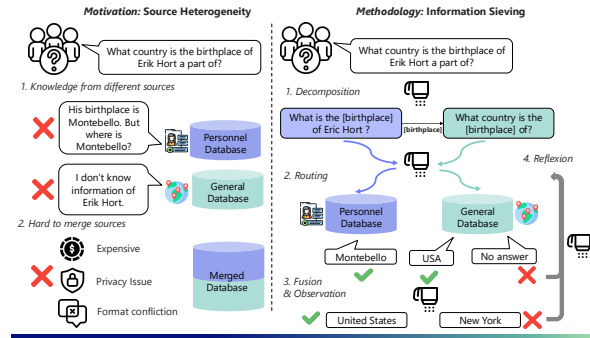 Motivation: Source Heterogeneity
What country is the birthplace of
Erik Hort a part of?
1. Knowledge from different sources
His birthplace is
Montebello. But
where is
Montebello?
Personnel
Database
I don't know
information of
Erik Hort.
General
Database
2. Hard to merge sources
Expensive
Privacy Issue
Format confliction
Merged
Database
Methodology: Information Sieving
What country is the birthplace of
Erik Hort a part of?
1. Decomposition
What is the [birthplace]
of Eric Hort ?
[birthplace]
What country is the
[birthplace] of?
2. Routing
4. Reflexion
Personnel
Database
General
Database
Montebello
USA
No answer
3. Fusion
& Observation
United States
New York